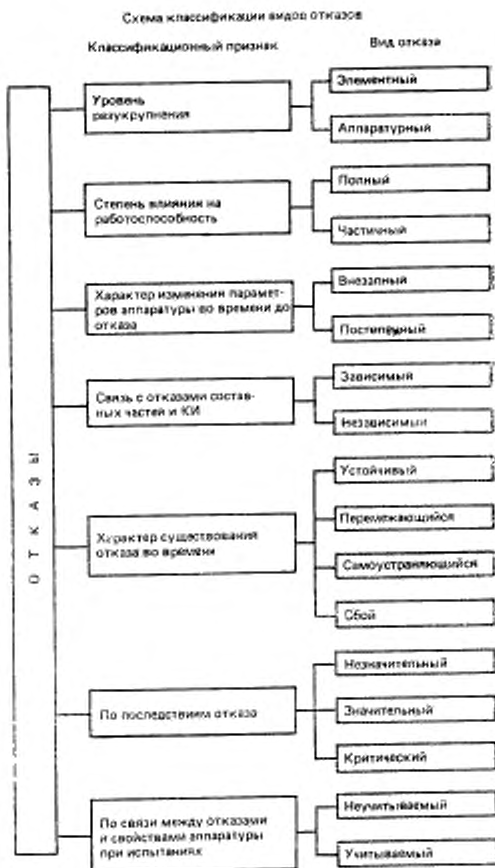 Схема классификации видов отказов
Классификационный признак
Вид отказа
ОТКАЗЫ
Уровень
разукрупнения
Элементный
Аппаратурный
Степень влияния на
работоспособность
Полный
Частичный
Характер изменения парамет-
ров аппаратуры во времени до
отказа
Внезапный
Постепенный
Связь с отказами состав-
ных частей и КИ
Зависимый
Независимый
Характер существования
отказа во времени
Устойчивый
Перемежающийся
Самоустраняющийся
Сбой
По последствиям отказа
Незначительный
Значительный
Критический
По связи между отказами
и свойствами аппаратуры
при испытаниях
Неучитываемый
Учитываемый